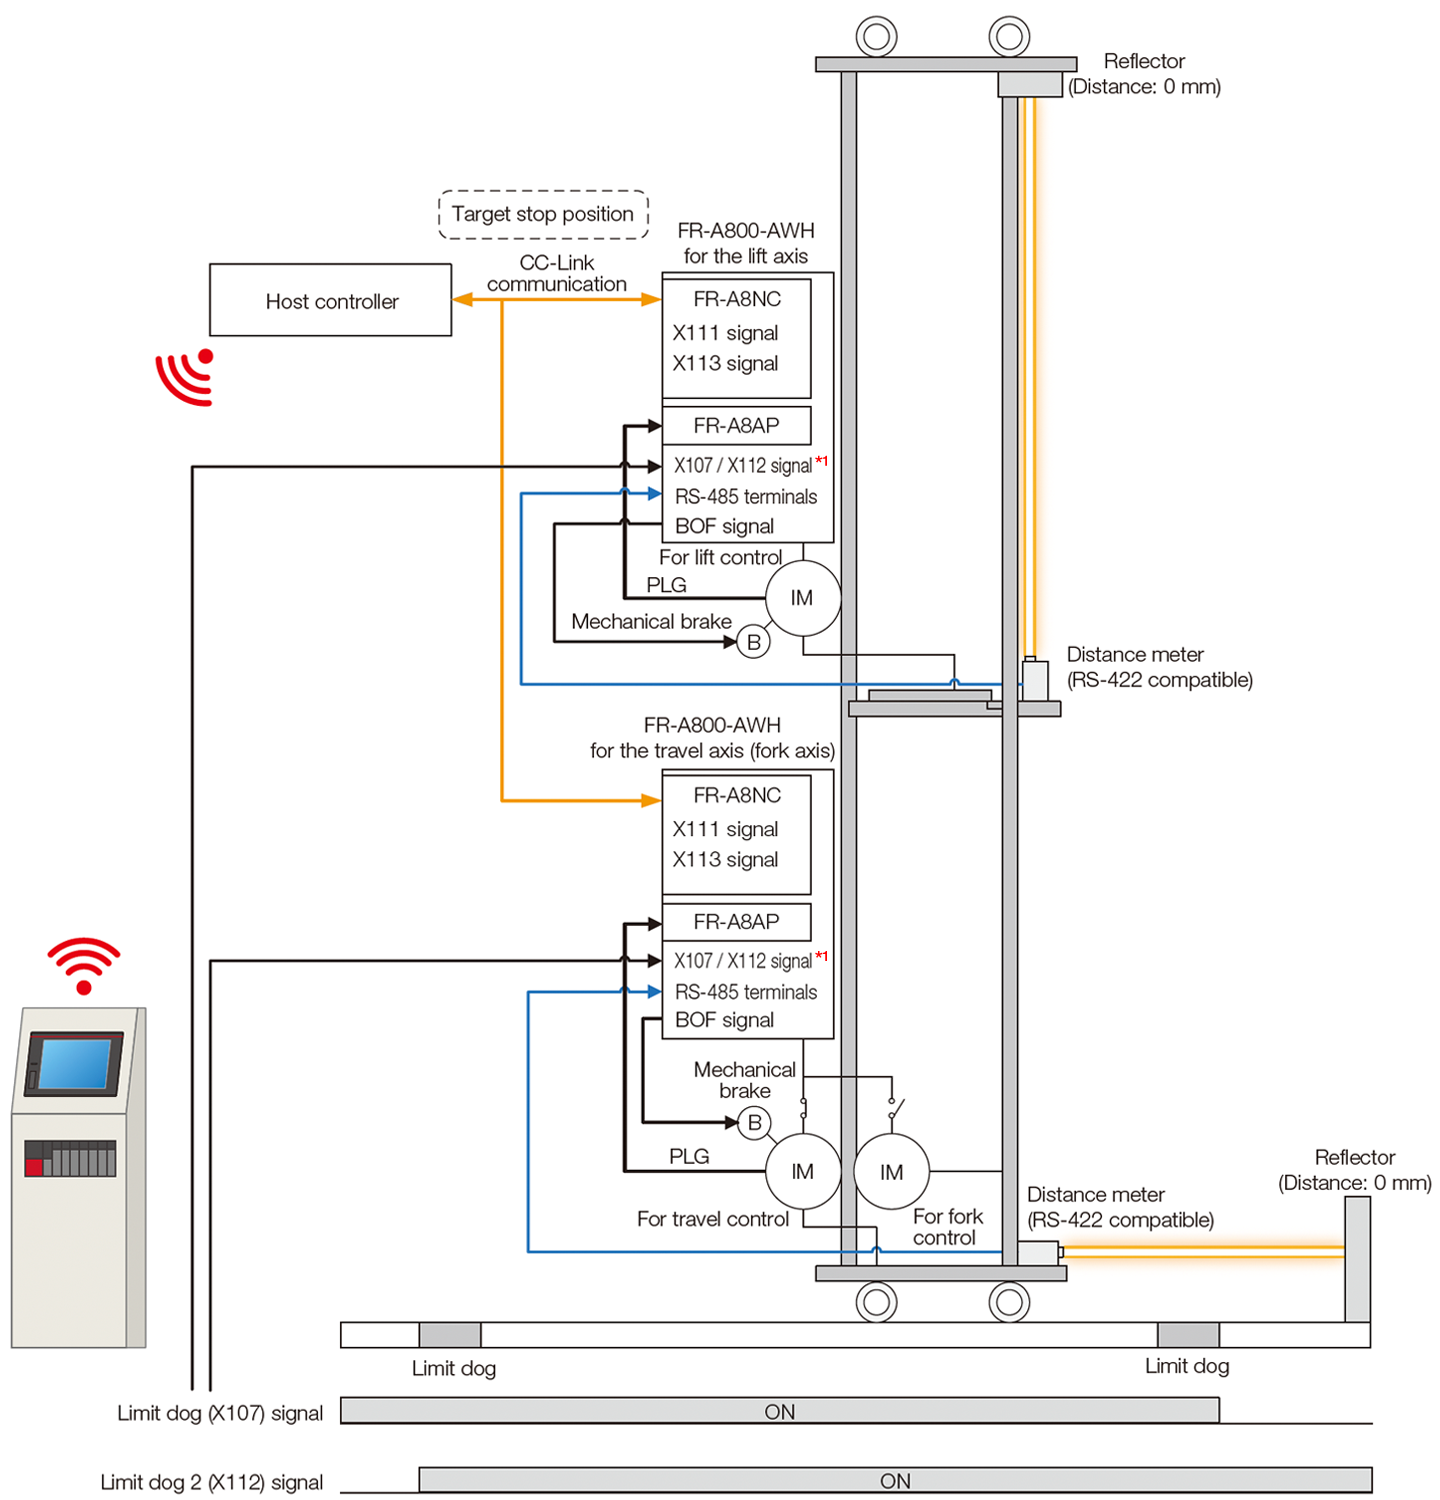 Reflector
(Distance: 0 mm)
Target stop position
FR-A800-AWH
for the lift axis
CC-Link
communication
Host controller
FR-A8NC
X111 signal
X113 signal
FR-A8AP
X107 / X112 signal *1
RS-485 terminals
BOF signal
For lift control
PLG
IM
Mechanical brake
B
Distance meter
(RS-422 compatible)
FR-A800-AWH
for the travel axis (fork axis)
FR-A8NC
X111 signal
X113 signal
FR-A8AP
X107 / X112 signal *1
RS-485 terminals
BOF signal
Mechanical
brake
B
PLG
IM
IM
For travel control
For fork
control
Distance meter
(RS-422 compatible)
Reflector
(Distance: 0 mm)
Limit dog
Limit dog
Limit dog (X107) signal
ON
Limit dog 2 (X112) signal
ON